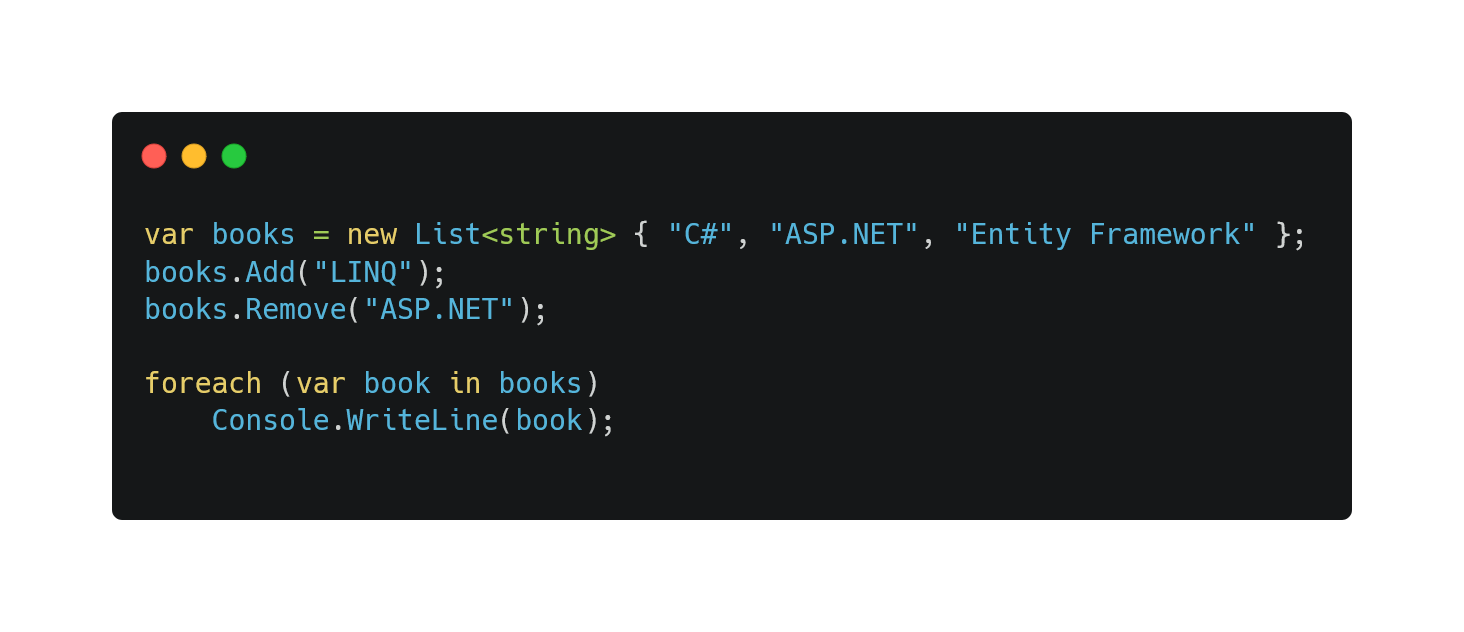 var books = new List<string> { "C#", "ASP.NET", "Entity Framework" };
books.Add("LINQ");
books.Remove("ASP.NET");

foreach (var book in books)
    Console.WriteLine(book);